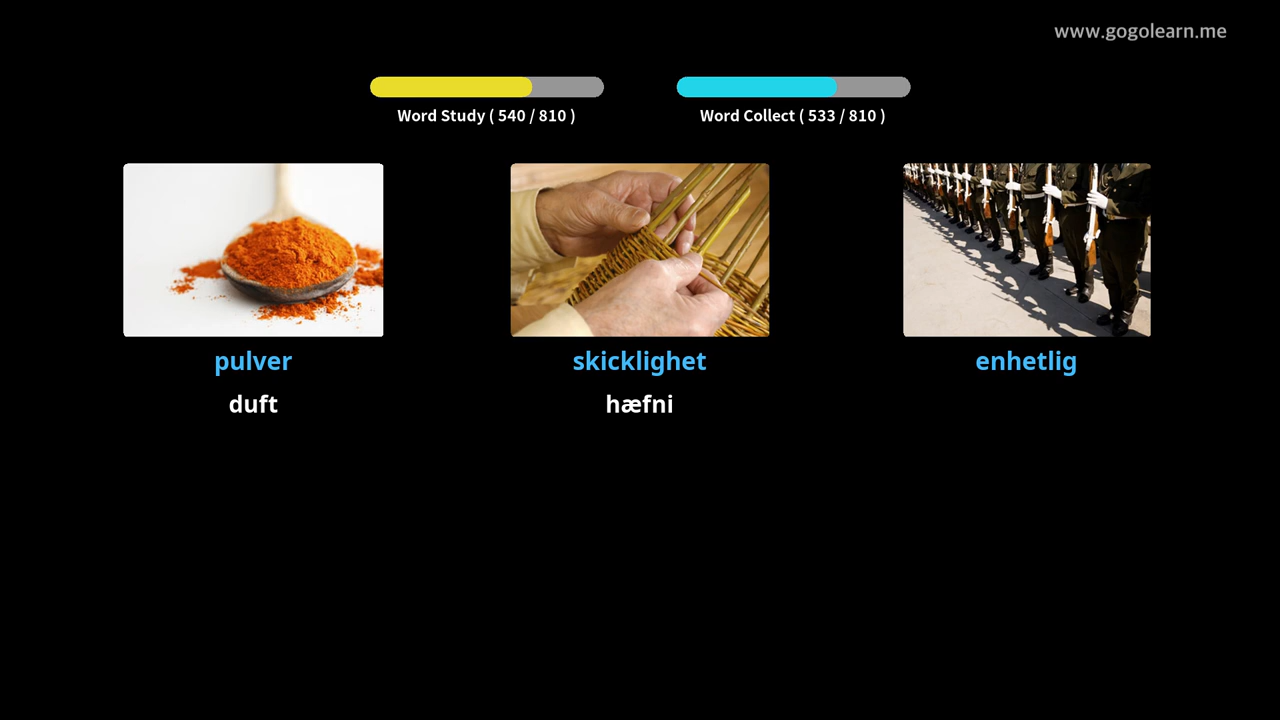 www.gogolearn.me
Word Study ( 540 / 810 )
Word Collect ( 533 / 810 )
pulver
skicklighet
enhetlig
duft
hæfni